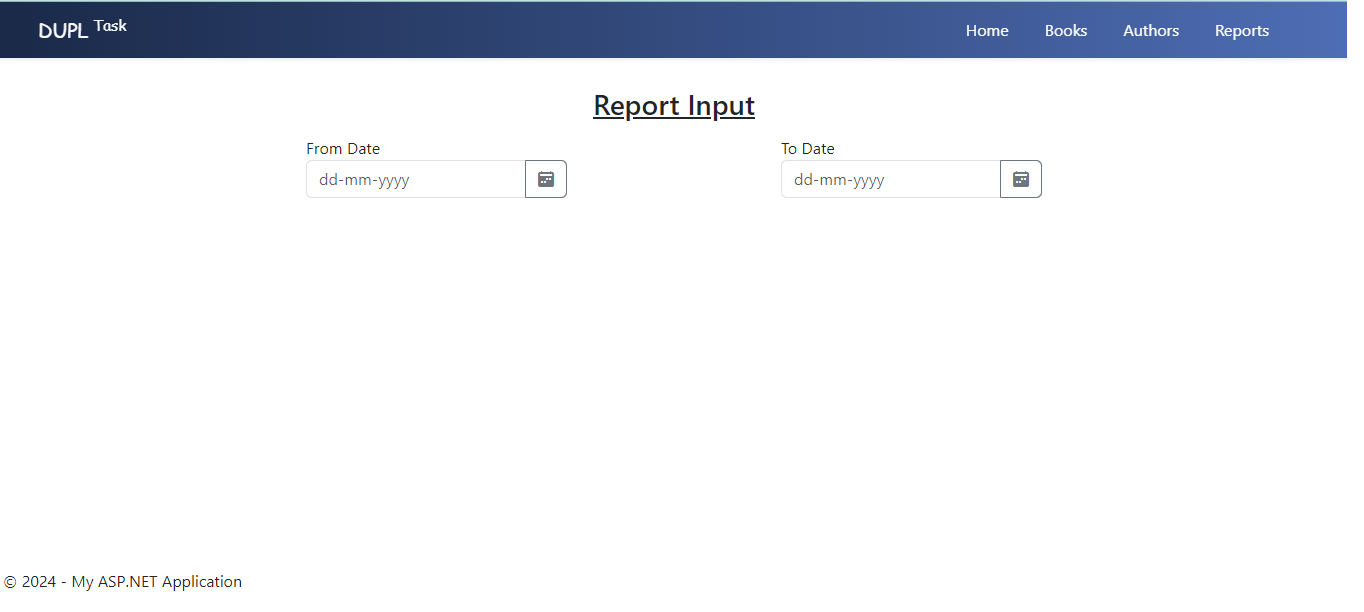 DUPL Task Home Books Authors Reports
Report Input
From Date To Date
dd-mm-yyyy dd-mm-yyyy
© 2024 - My ASP.NET Application